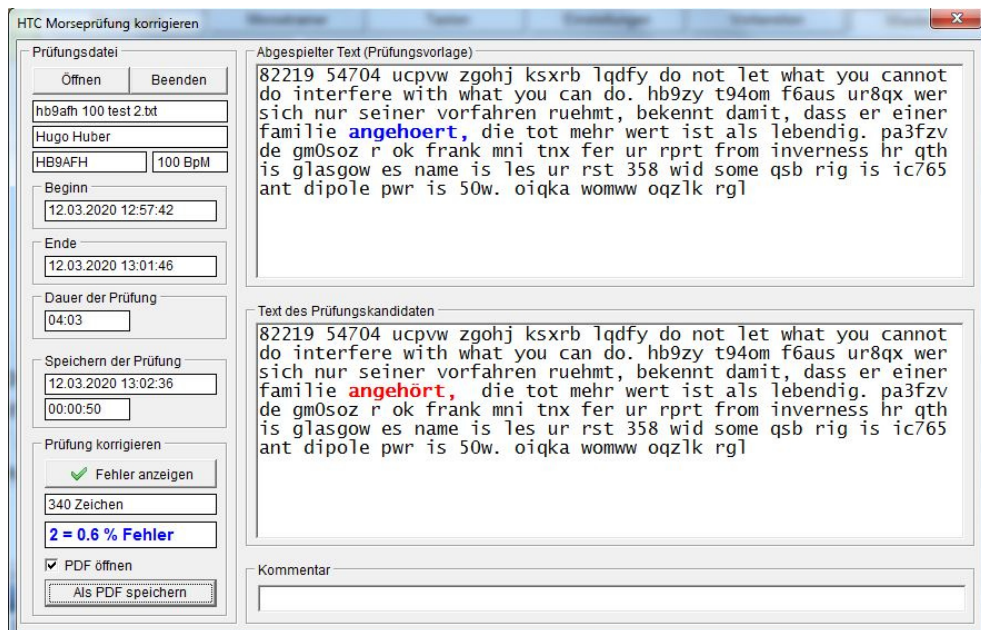 HTC Morseprüfung korrigieren
Prüfungsdatei
Öffnen
Beenden
hb9afh 100 test 2.txt
Hugo Huber
HB9AFH
100 BpM
Beginn
12.03.2020 12:57:42
Ende
12.03.2020 13:01:46
Dauer der Prüfung
04:03
Speichern der Prüfung
12.03.2020 13:02:36
00:00:50
Prüfung korrigieren
Fehler anzeigen
340 Zeichen
2 = 0.6 % Fehler
PDF öffnen
Als PDF speichern
Abgespielter Text (Prüfungsvorlage)
82219 54704 ucpvw zgohj ksxrb lqdfy do not let what you cannot
do interfere with what you can do. hb9zy t94om f6aus ur8qx wer
sich nur seiner vorfahren ruehmt, bekennt damit, dass er einer
familie angehoert, die tot mehr wert ist als lebendig. pa3fzv
de gm0soz r ok frank mni tnx fer ur rprt from inverness hr qth
is glasgow es name is les ur rst 358 wid some qsb rig is ic765
ant dipole pwr is 50w. oiqka womww oqzlk rgl
Text des Prüfungskandidaten
82219 54704 ucpvw zgohj ksxrb lqdfy do not let what you cannot
do interfere with what you can do. hb9zy t94om f6aus ur8qx wer
sich nur seiner vorfahren ruehmt, bekennt damit, dass er einer
familie angehört,  die tot mehr wert ist als lebendig. pa3fzv
de gm0soz r ok frank mni tnx fer ur rprt from inverness hr qth
is glasgow es name is les ur rst 358 wid some qsb rig is ic765
ant dipole pwr is 50w. oiqka womww oqzlk rgl
Kommentar